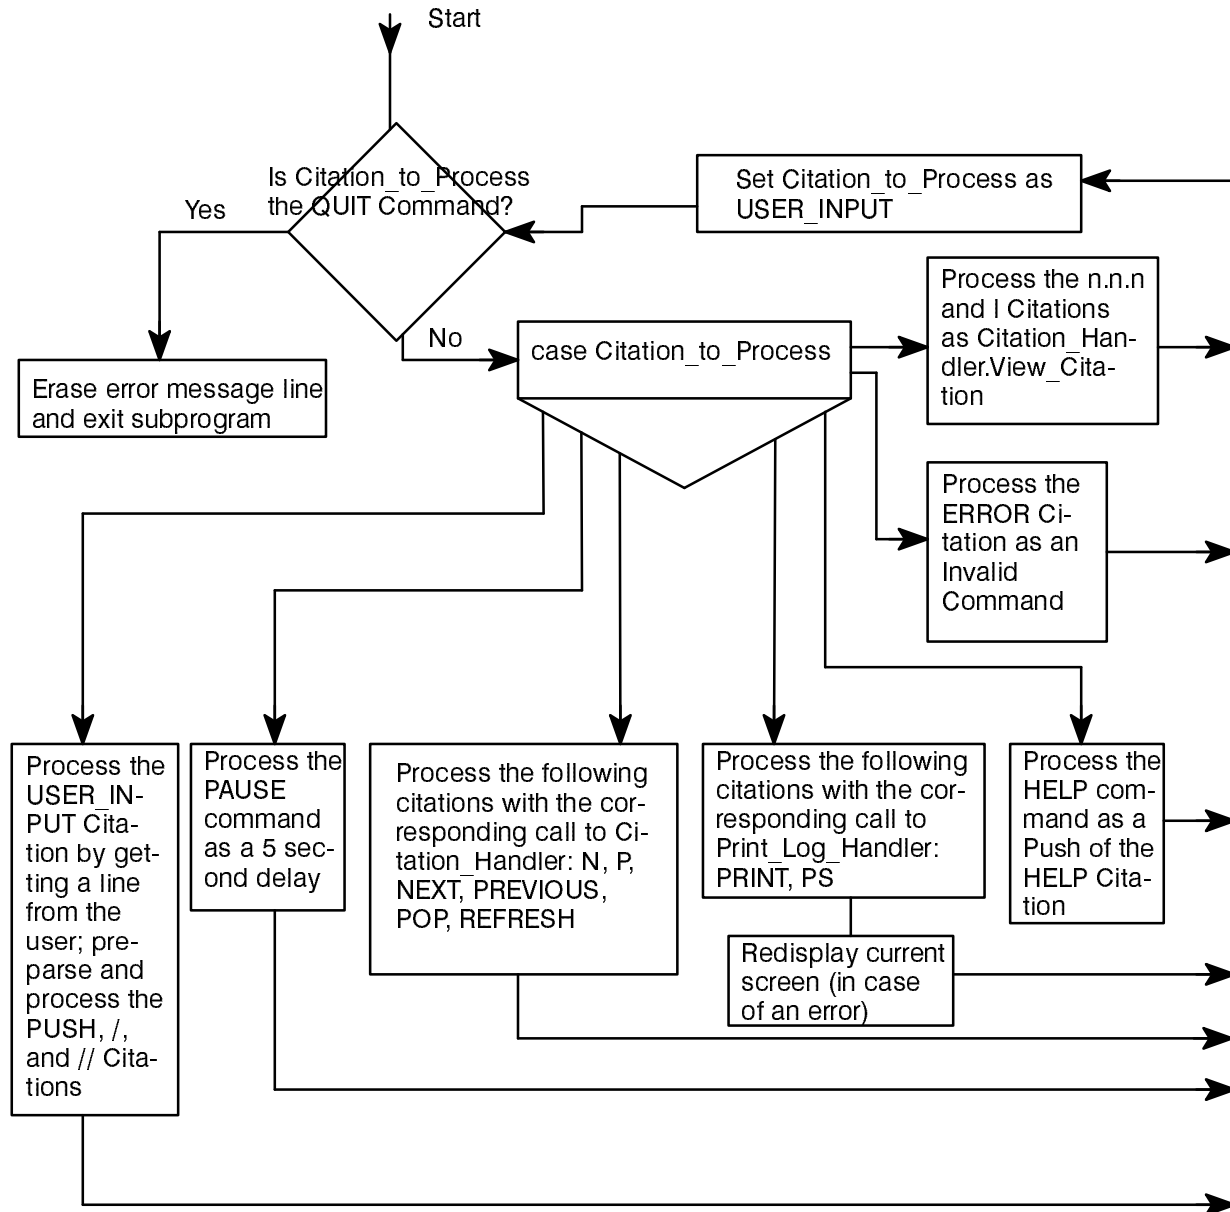 Start
Is Citation_to_Process
the QUIT Command?
Yes
Set Citation_to_Process as
USER_INPUT
Process the n.n.n
and I Citations
as Citation_Han-
dler.View_Cita-
tion
No
case Citation_to_Process
Erase error message line
and exit subprogram
Process the
ERROR Ci-
tation as an
Invalid
Command
Process the
USER_IN-
PUT Cita-
tion by get-
ting a line
from the
user; pre-
parse and
process the
PUSH, /,
and // Cita-
tions
Process the
PAUSE
command
as a 5 sec-
ond delay
Process the following
citations with the cor-
responding call to Ci-
tation_Handler: N, P,
NEXT, PREVIOUS,
POP, REFRESH
Process the following
citations with the cor-
responding call to
Print_Log_Handler:
PRINT, PS
Redisplay current
screen (in case
of an error)
Process the
HELP com-
mand as a
Push of the
HELP Cita-
tion